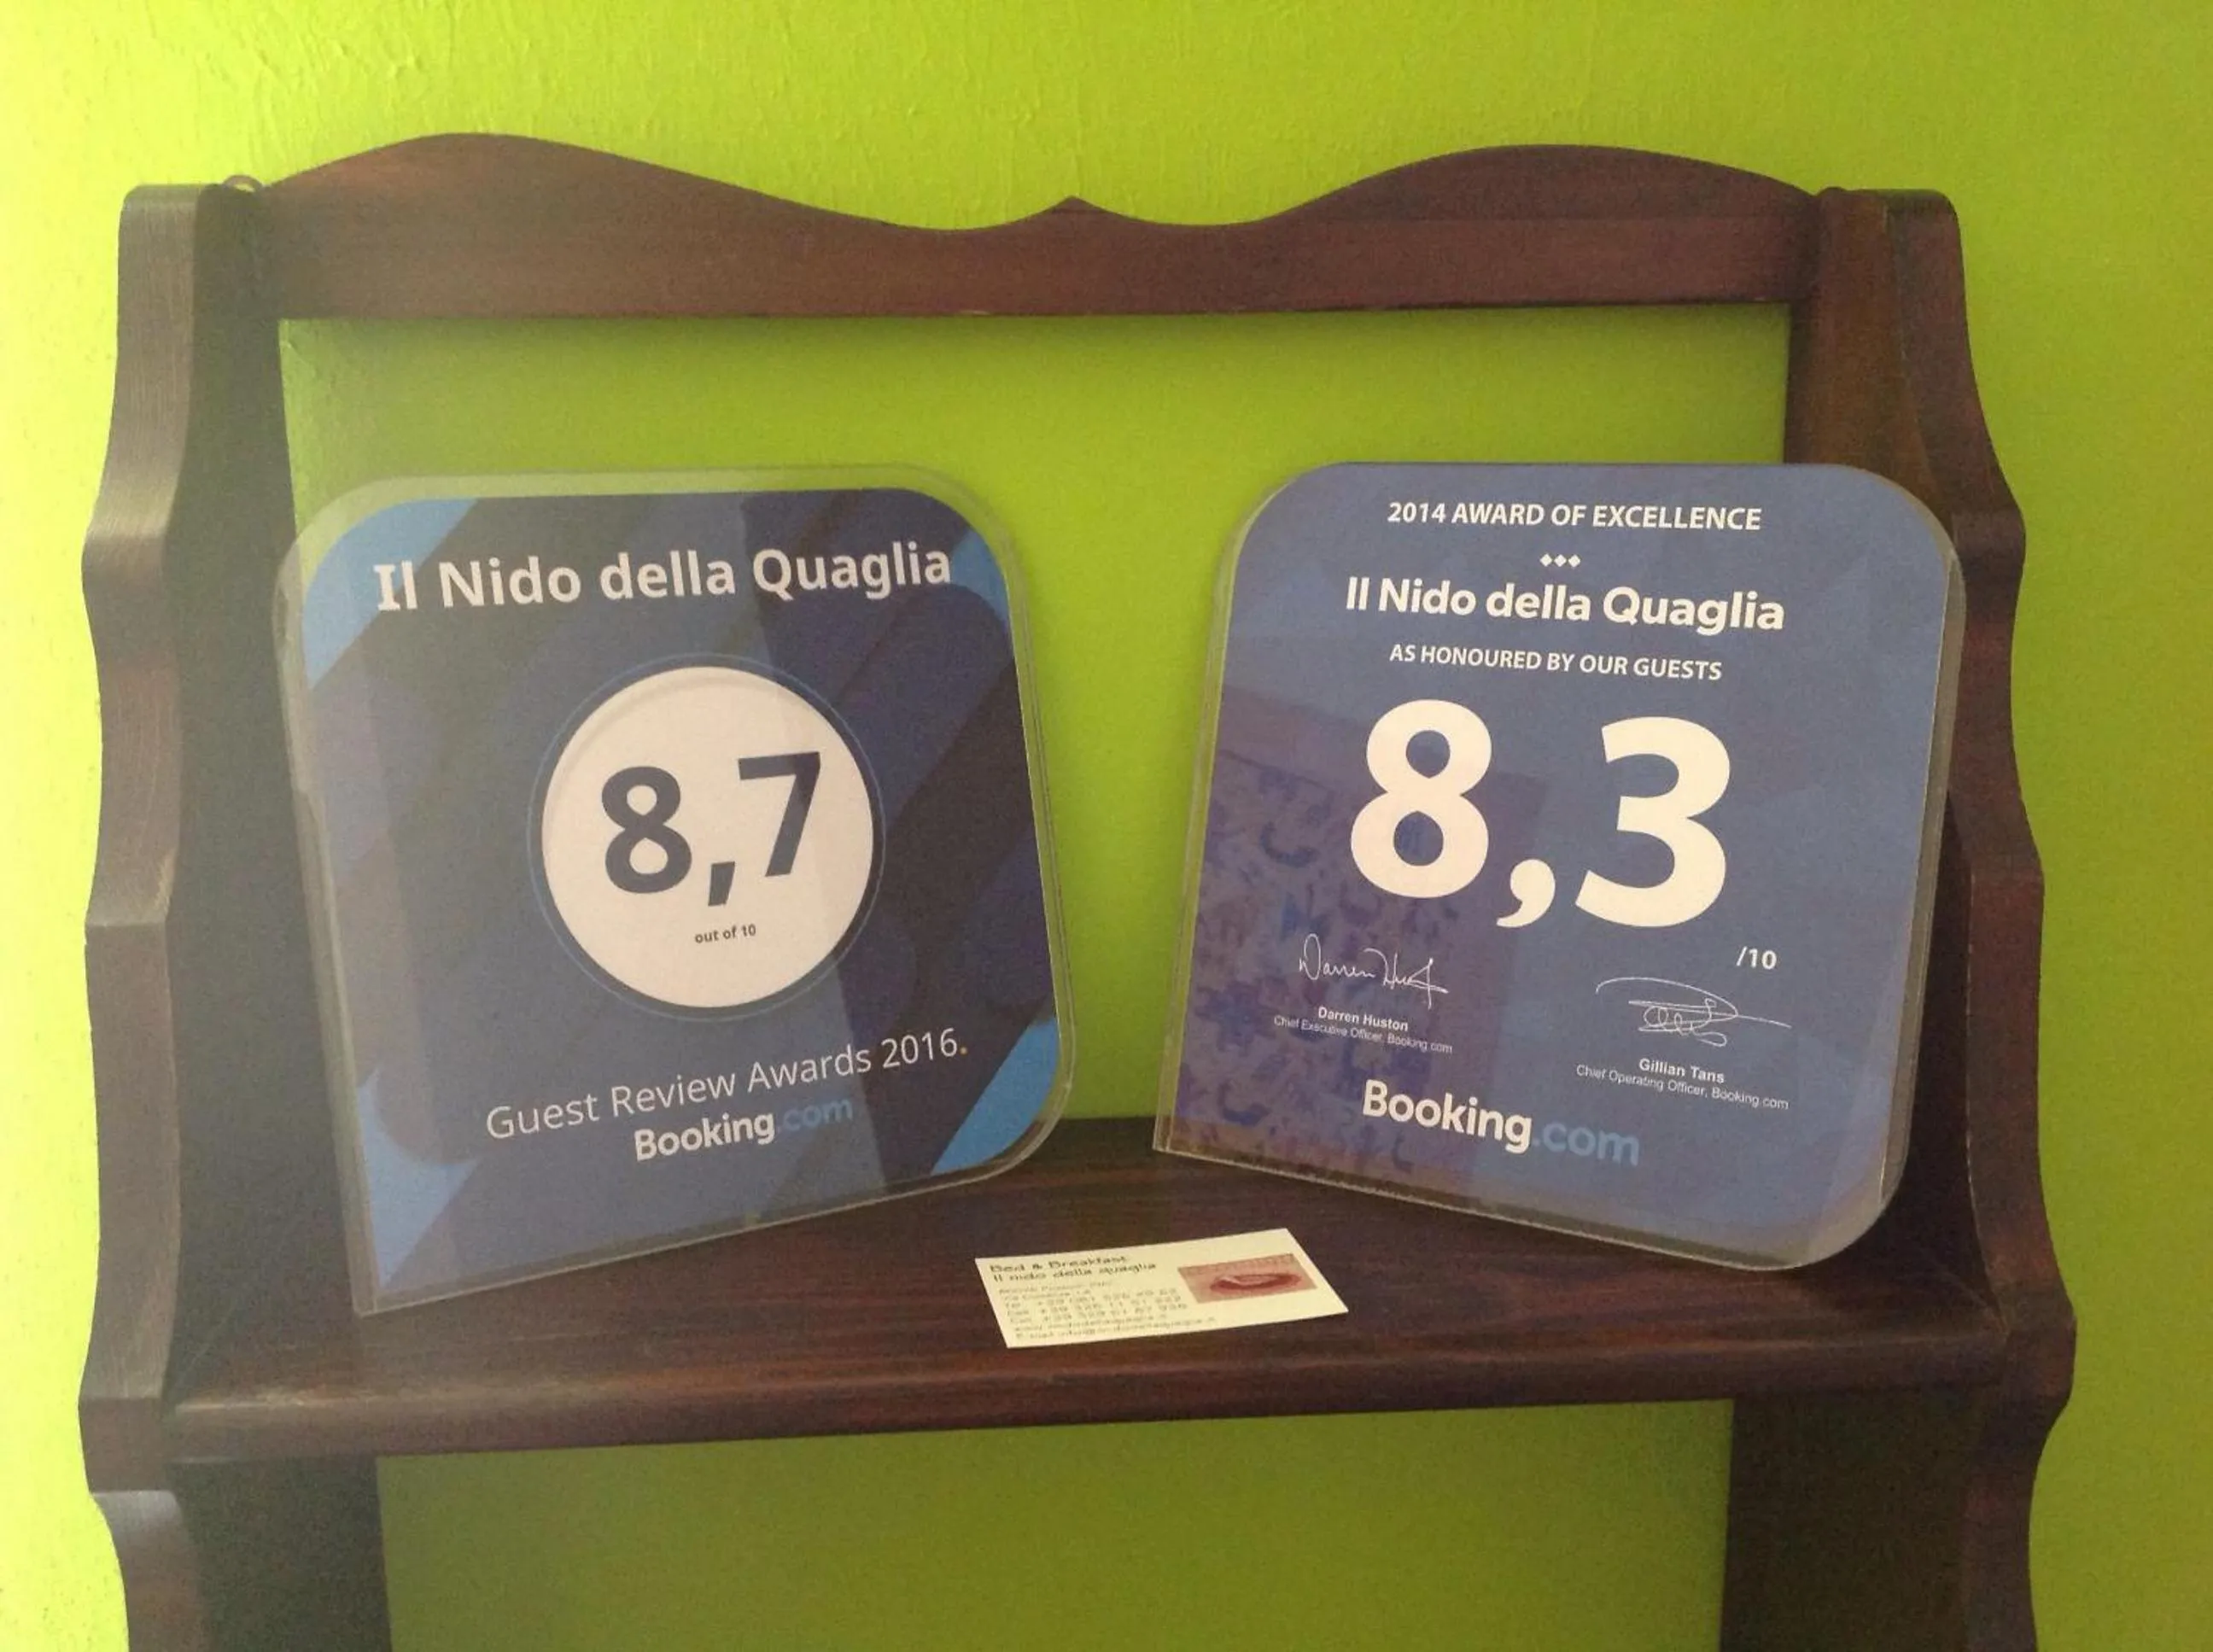 Il Nido della Quaglia
8,7
out of 10
Guest Review Awards 2016.
Booking.com
2014 AWARD OF EXCELLENCE
Il Nido della Quaglia
AS HONOURED BY OUR GUESTS
8,3
/10
Darren Huston
Chief Executive Officer, Booking.com
Gillian Tans
Chief Operating Officer, Booking.com
Booking.com
Bed & Breakfast
Il nido della quaglia